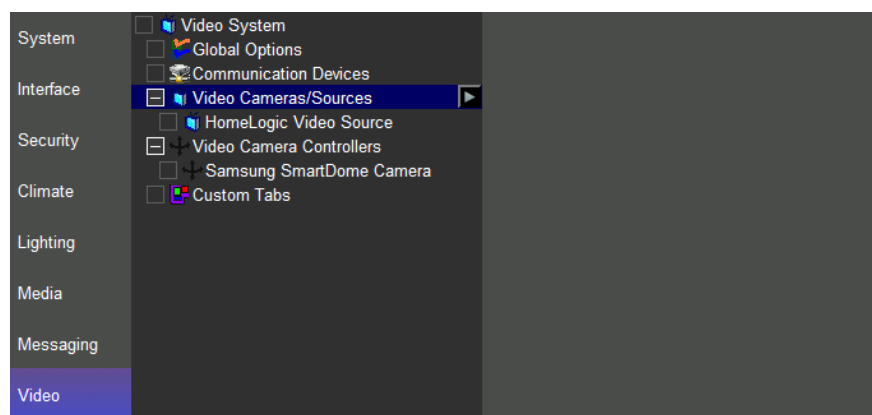 System
Interface
Security
Climate
Lighting
Media
Messaging
Video
Video System
Global Options
Communication Devices
Video Cameras/Sources
HomeLogic Video Source
Video Camera Controllers
Samsung SmartDome Camera
Custom Tabs